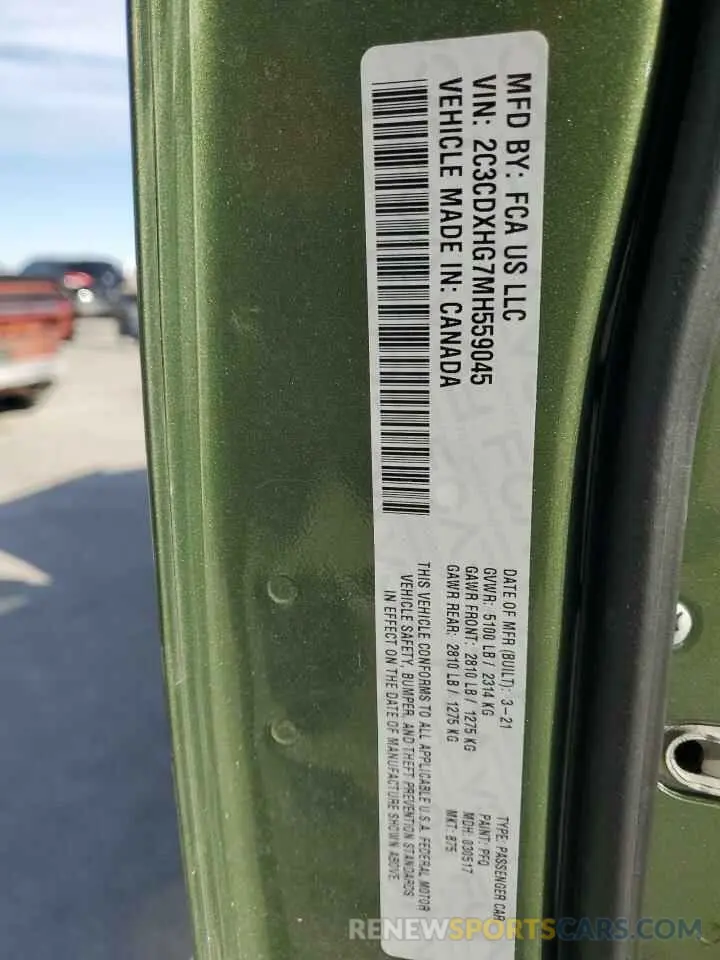 MFD BY: FCA US LLC
VIN: 2C3CDXHG7MH559045
VEHICLE MADE IN: CANADA
DATE OF MFR (BUILT): 3-21
GVWR: 5100 LB / 2314 KG
GAWR FRONT: 2810 LB / 1275 KG
GAWR REAR: 2810 LB / 1275 KG
THIS VEHICLE CONFORMS TO ALL APPLICABLE U.S.A. FEDERAL MOTOR
VEHICLE SAFETY, BUMPER, AND THEFT PREVENTION STANDARDS
IN EFFECT ON THE DATE OF MANUFACTURE SHOWN ABOVE.
TYPE: PASSENGER CAR
PAINT: PFQ
MDH: 030517
MKT: B75
RENEWSPORTSCARS.COM